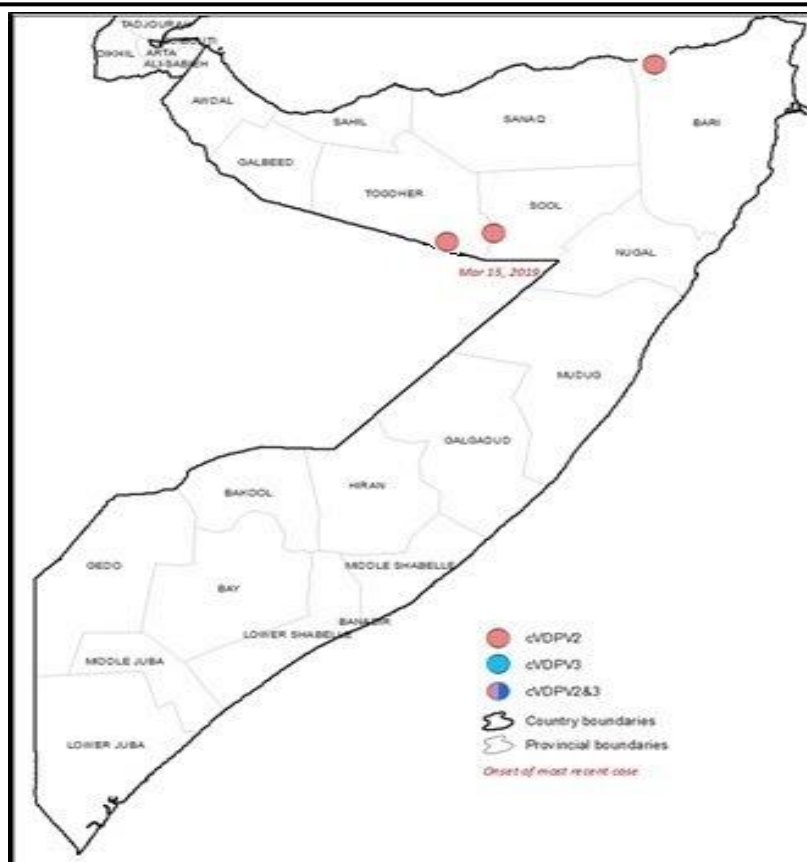 TADJOURAH
DJIBOUTI
DIKHIL
ARTA
ALI-SABIEH
AWDAL
SAHIL
SANAQ
BARI
GALBEED
TOGDHER
SOOL
NUGAL
Mar 15, 2019
MUDUG
GALGADUD
HIRAN
BAKOOL
GEDO
MIDDLE SHABELLE
BAY
BANADIR
LOWER SHABELLE
MIDDLE JUBA
LOWER JUBA
cVDPV2
cVDPV3
cVDPV2&3
Country boundaries
Provincial boundaries
Onset of most recent case